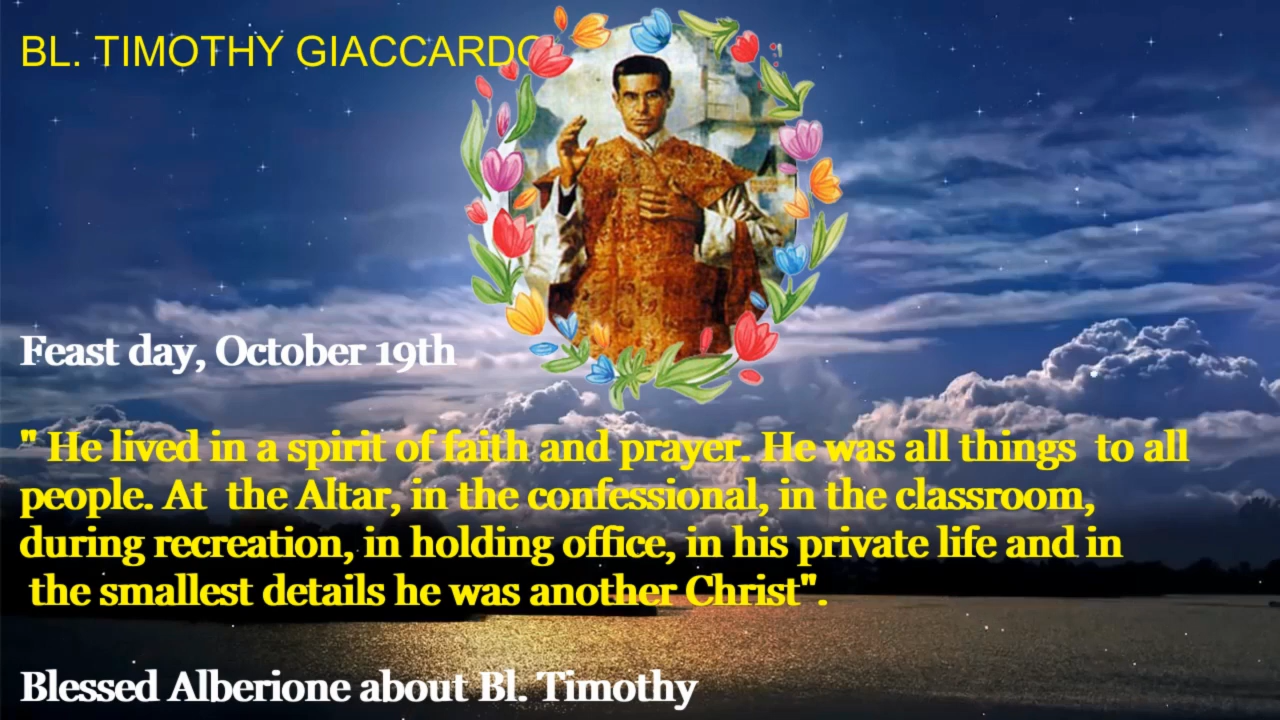 BL. TIMOTHY GIACCARDO
Feast day, October 19th
" He lived in a spirit of faith and prayer. He was all things  to all
people. At  the Altar, in the confessional, in the classroom,
during recreation, in holding office, in his private life and in
the smallest details he was another Christ".
Blessed Alberione about Bl. Timothy